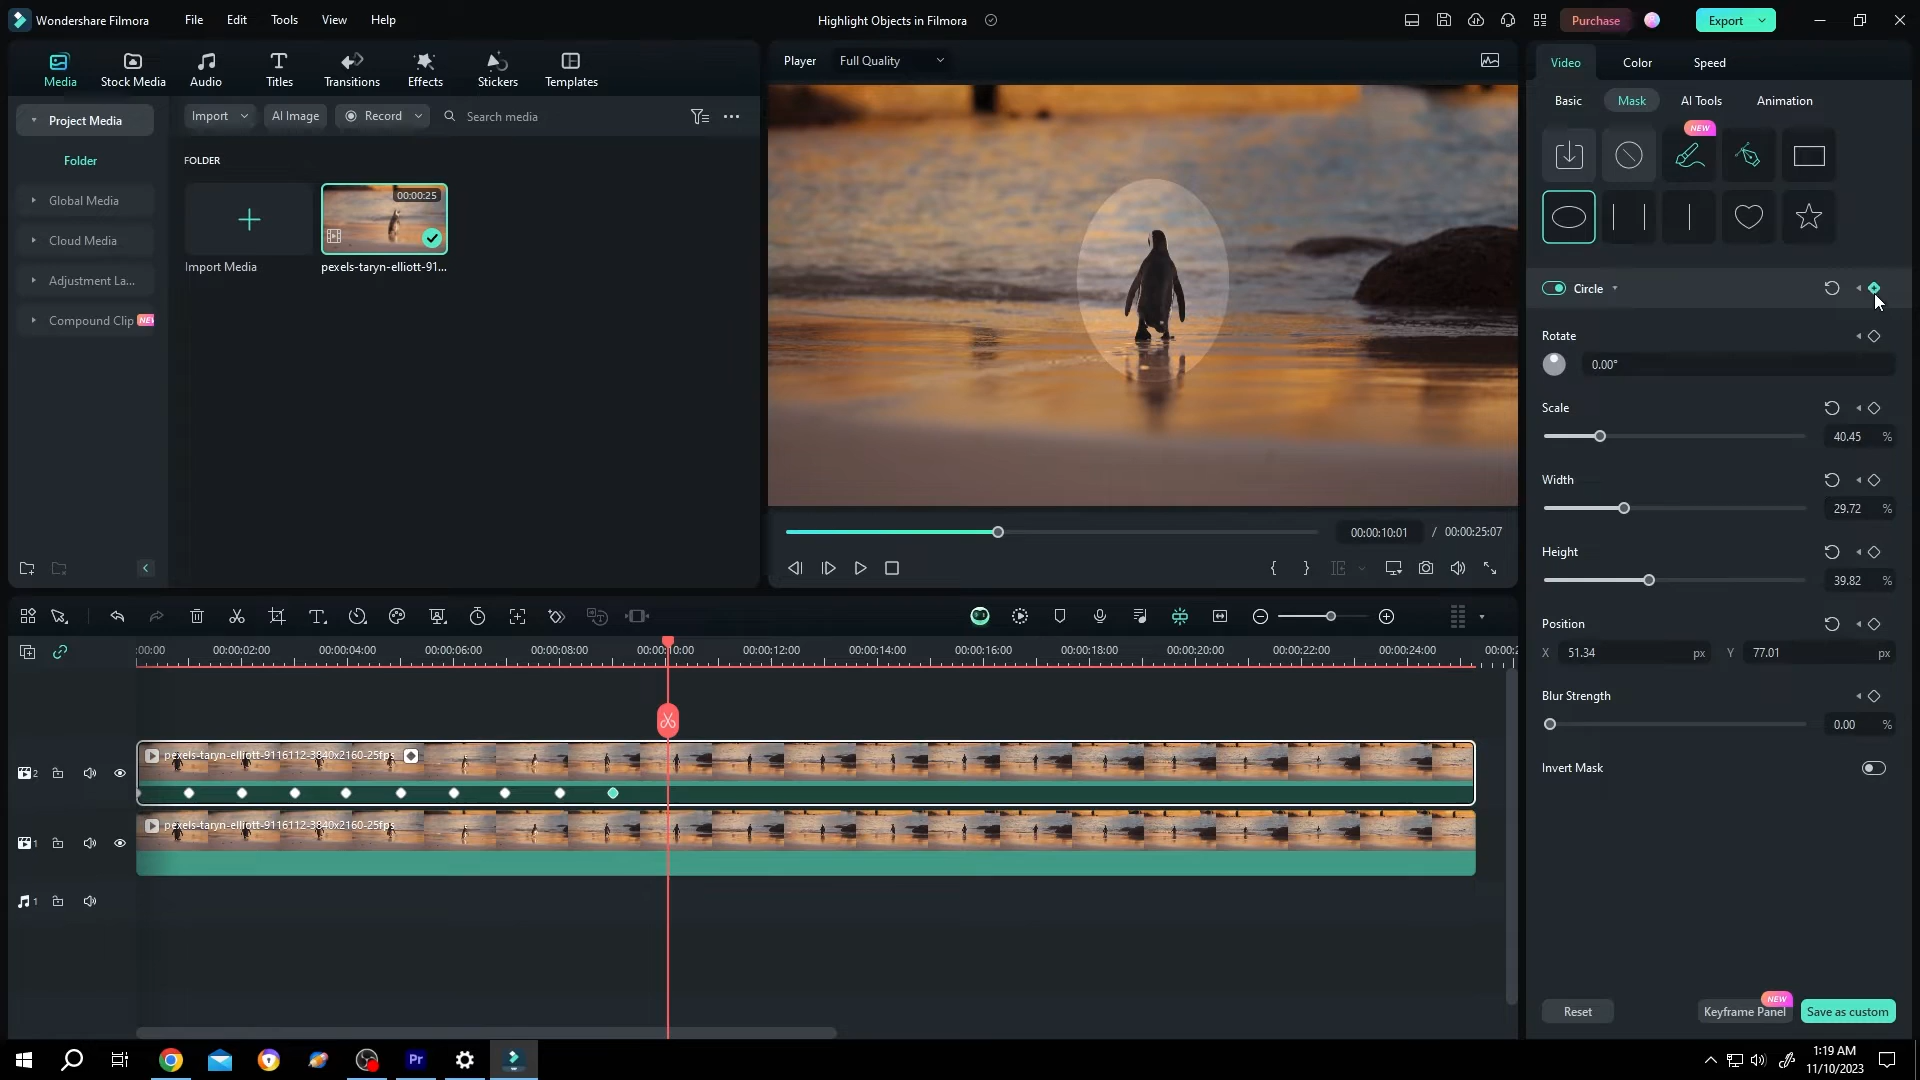 Wondershare Filmora
File
Edit
Tools
View
Help
Highlight Objects in Filmora
Purchase
Export
Media
Stock Media
Audio
Titles
Transitions
Effects
Stickers
Templates
Project Media
Folder
Global Media
Cloud Media
Adjustment La...
Compound Clip
Import
AI Image
Record
Search media
FOLDER
00:00:25
Import Media
pexels-taryn-elliott-91...
Player
Full Quality
00:00:10:01 / 00:00:25:07
{ }
Video
Color
Speed
Basic
Mask
AI Tools
Animation
NEW
Circle
Rotate
0.00°
Scale
40.45 %
Width
29.72 %
Height
39.82 %
Position
X 51.34 px Y 77.01 px
Blur Strength
0.00 %
Invert Mask
Reset
NEW
Keyframe Panel
Save as custom
:00:00 00:00:02:00 00:00:04:00 00:00:06:00 00:00:08:00 00:00:10:00 00:00:12:00 00:00:14:00 00:00:16:00 00:00:18:00 00:00:20:00 00:00:22:00 00:00:24:00 00:00:2
2
pexels-taryn-elliott-9116112-3840x2160-25fps
1
pexels-taryn-elliott-9116112-3840x2160-25fps
1
Pr
1:19 AM
11/10/2023